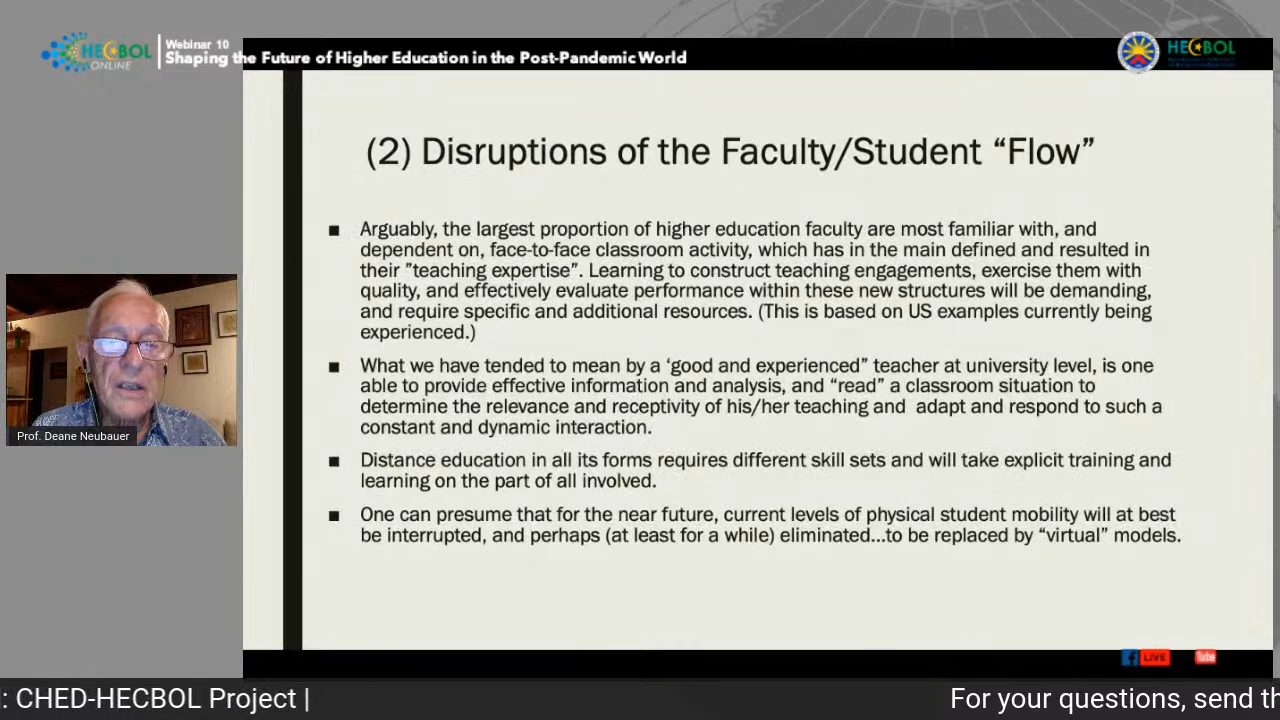 HECBOL
ONLINE
Webinar 10
Shaping the Future of Higher Education in the Post-Pandemic World
HECBOL
(2) Disruptions of the Faculty/Student “Flow”
■ Arguably, the largest proportion of higher education faculty are most familiar with, and
dependent on, face-to-face classroom activity, which has in the main defined and resulted in
their ”teaching expertise”. Learning to construct teaching engagements, exercise them with
quality, and effectively evaluate performance within these new structures will be demanding,
and require specific and additional resources. (This is based on US examples currently being
experienced.)
■ What we have tended to mean by a ‘good and experienced” teacher at university level, is one
able to provide effective information and analysis, and “read” a classroom situation to
determine the relevance and receptivity of his/her teaching and adapt and respond to such a
constant and dynamic interaction.
■ Distance education in all its forms requires different skill sets and will take explicit training and
learning on the part of all involved.
■ One can presume that for the near future, current levels of physical student mobility will at best
be interrupted, and perhaps (at least for a while) eliminated...to be replaced by “virtual” models.
Prof. Deane Neubauer
f LIVE
Tube
: CHED-HECBOL Project |
For your questions, send th